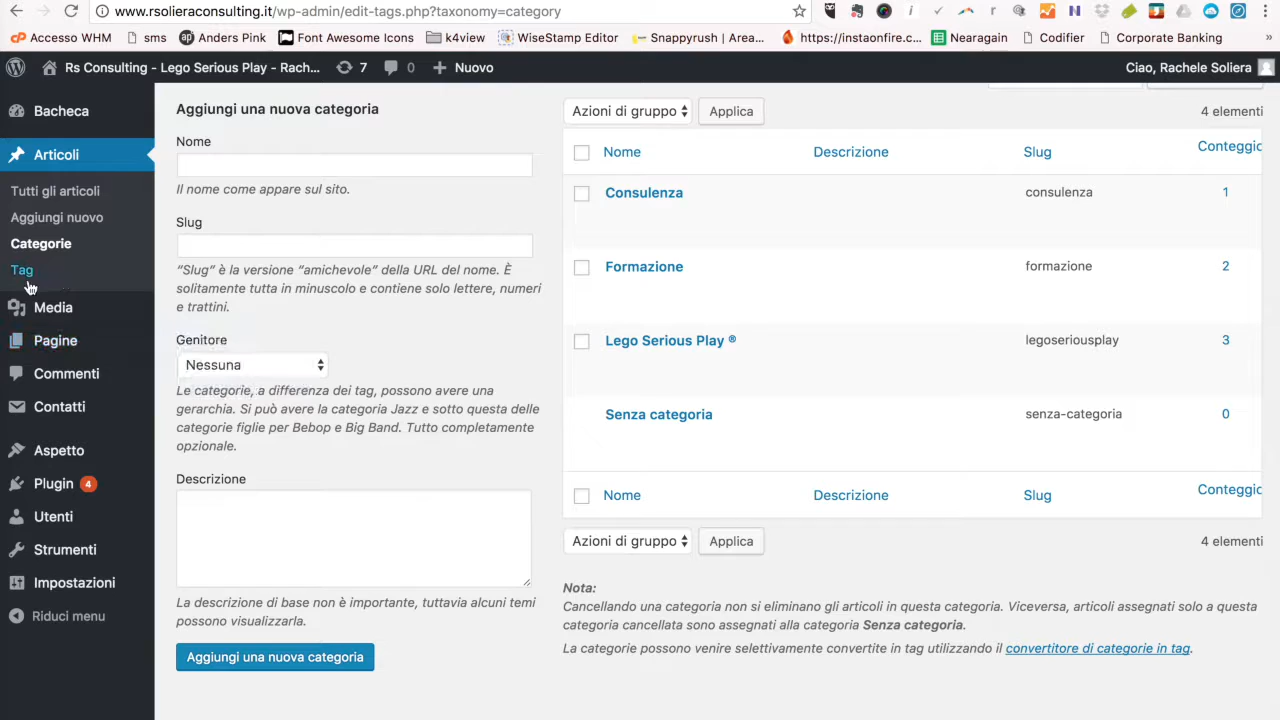 www.rsolieraconsulting.it/wp-admin/edit-tags.php?taxonomy=category
Accesso WHM sms Anders Pink Font Awesome Icons k4view WiseStamp Editor Snappyrush | Area... https://instaonfire.c... Nearagain Codifier Corporate Banking »
Rs Consulting - Lego Serious Play - Rach... 7 0 Nuovo Ciao, Rachele Soliera
Bacheca
Articoli
Tutti gli articoli
Aggiungi nuovo
Categorie
Tag
Media
Pagine
Commenti
Contatti
Aspetto
Plugin 4
Utenti
Strumenti
Impostazioni
Riduci menu
Aggiungi una nuova categoria
Nome
Il nome come appare sul sito.
Slug
“Slug” è la versione “amichevole” della URL del nome. È
solitamente tutta in minuscolo e contiene solo lettere, numeri
e trattini.
Genitore
Nessuna
Le categorie, a differenza dei tag, possono avere una
gerarchia. Si può avere la categoria Jazz e sotto questa delle
categorie figlie per Bebop e Big Band. Tutto completamente
opzionale.
Descrizione
La descrizione di base non è importante, tuttavia alcuni temi
possono visualizzarla.
Aggiungi una nuova categoria
Azioni di gruppo Applica 4 elementi
Nome Descrizione Slug Conteggio
Consulenza consulenza 1
Formazione formazione 2
Lego Serious Play ® legoseriousplay 3
Senza categoria senza-categoria 0
Nome Descrizione Slug Conteggio
Azioni di gruppo Applica 4 elementi
Nota:
Cancellando una categoria non si eliminano gli articoli in questa categoria. Viceversa, articoli assegnati solo a questa
categoria cancellata sono assegnati alla categoria Senza categoria.
La categorie possono venire selettivamente convertite in tag utilizzando il convertitore di categorie in tag.